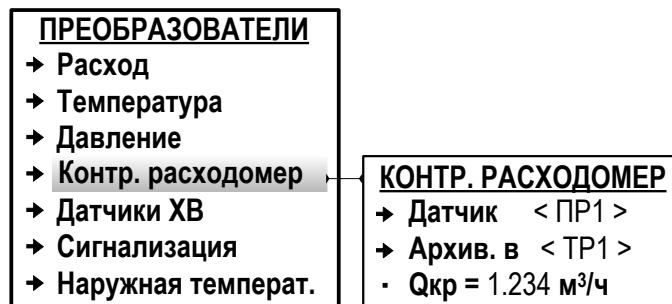 ПРЕОБРАЗОВАТЕЛИ
→ Расход
→ Температура
→ Давление
→ Контр. расходомер
→ Датчики ХВ
→ Сигнализация
→ Наружная температ.
КОНТР. РАСХОДОМЕР
→ Датчик < ПР1 >
→ Архив. в < ТР1 >
· Qкр = 1.234 м³/ч